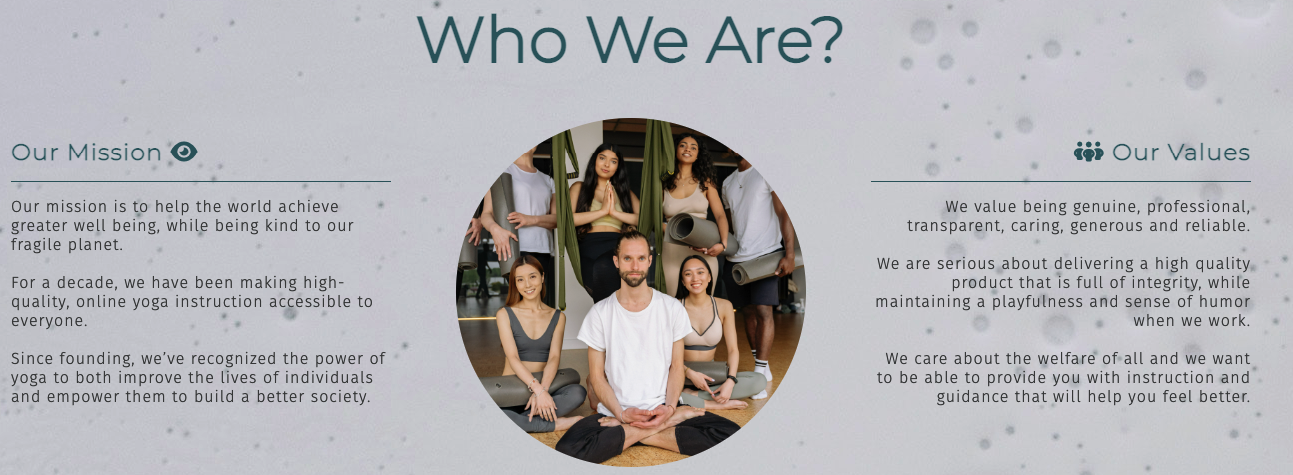 Who We Are?
Our Mission
Our mission is to help the world achieve
greater well being, while being kind to our
fragile planet.
For a decade, we have been making high-
quality, online yoga instruction accessible to
everyone.
Since founding, we’ve recognized the power of
yoga to both improve the lives of individuals
and empower them to build a better society.
Our Values
We value being genuine, professional,
transparent, caring, generous and reliable.
We are serious about delivering a high quality
product that is full of integrity, while
maintaining a playfulness and sense of humor
when we work.
We care about the welfare of all and we want
to be able to provide you with instruction and
guidance that will help you feel better.